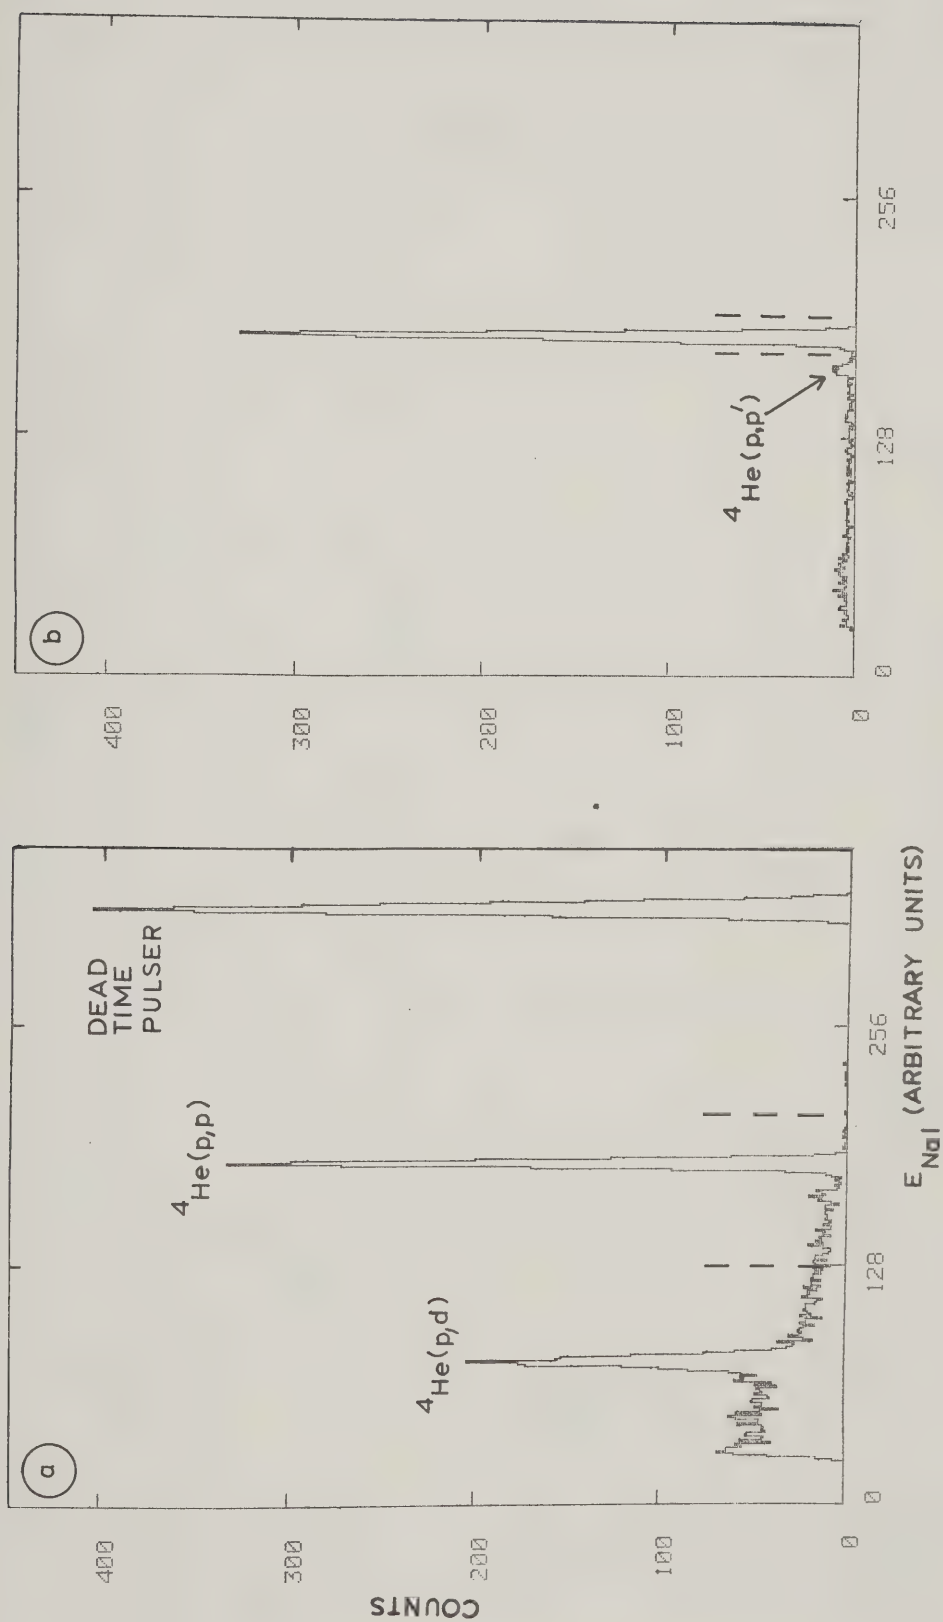 a
COUNTS
400
300
200
100
0
DEAD
TIME
PULSER
⁴He(p,p)
⁴He(p,d)
0
128
256
E_NaI (ARBITRARY UNITS)
b
400
300
200
100
0
⁴He(p,p′)
0
128
256